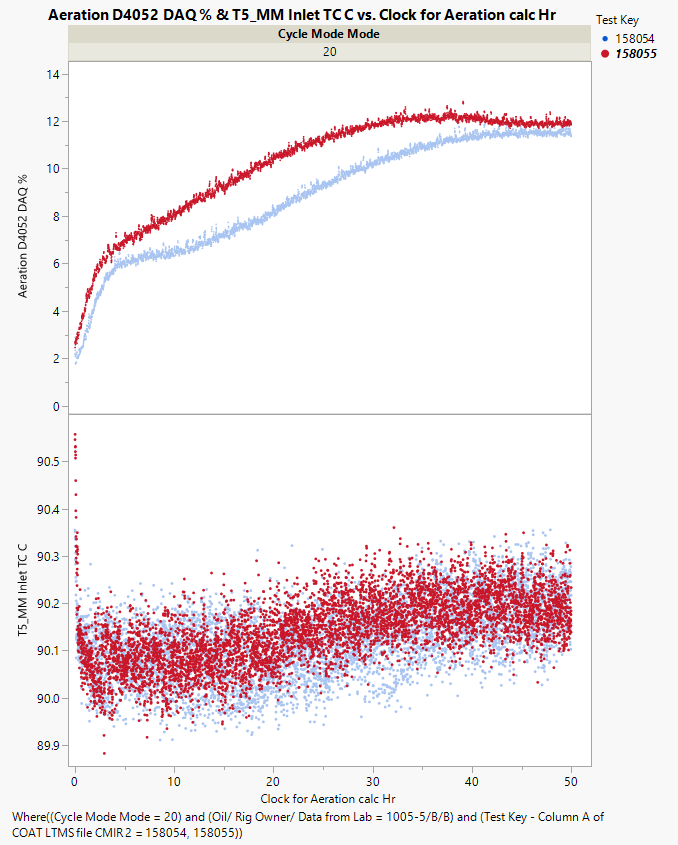 Aeration D4052 DAQ % & T5_MM Inlet TC C vs. Clock for Aeration calc Hr
Test Key
158054
158055
Cycle Mode Mode
20
Aeration D4052 DAQ %
14
12
10
8
6
4
2
0
T5_MM Inlet TC C
90.5
90.4
90.3
90.2
90.1
90.0
89.9
0 10 20 30 40 50
Clock for Aeration calc Hr
Where((Cycle Mode Mode = 20) and (Oil/ Rig Owner/ Data from Lab = 1005-5/B/B) and (Test Key - Column A of
COAT LTMS file CMIR 2 = 158054, 158055))